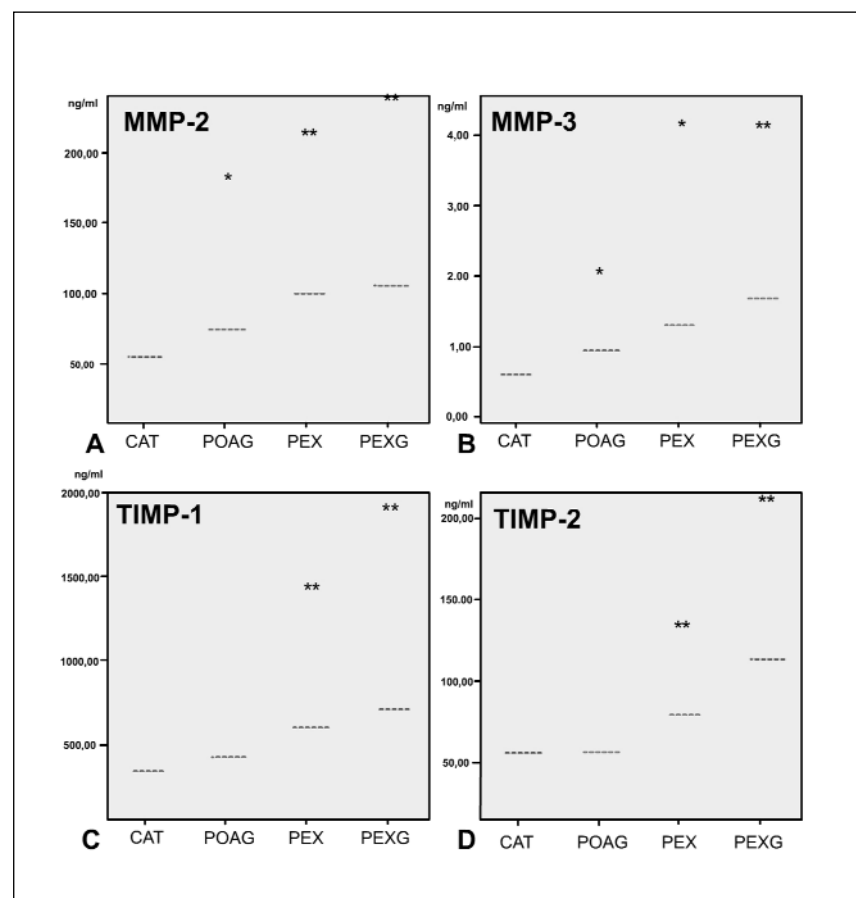 ng/ml
MMP-2
**
**
*
200,00
150,00
100,00
50,00
A
CAT POAG PEX PEXG
ng/ml
MMP-3
* **
*
4,00
3,00
2.00
1,00
0,00
B
CAT POAG PEX PEXG
ng/ml
2000,00
TIMP-1
**
**
1500,00
1000,00
500,00
C
CAT POAG PEX PEXG
ng/ml
TIMP-2
**
**
200,00
150.00
100,00
50,00
D
CAT POAG PEX PEXG